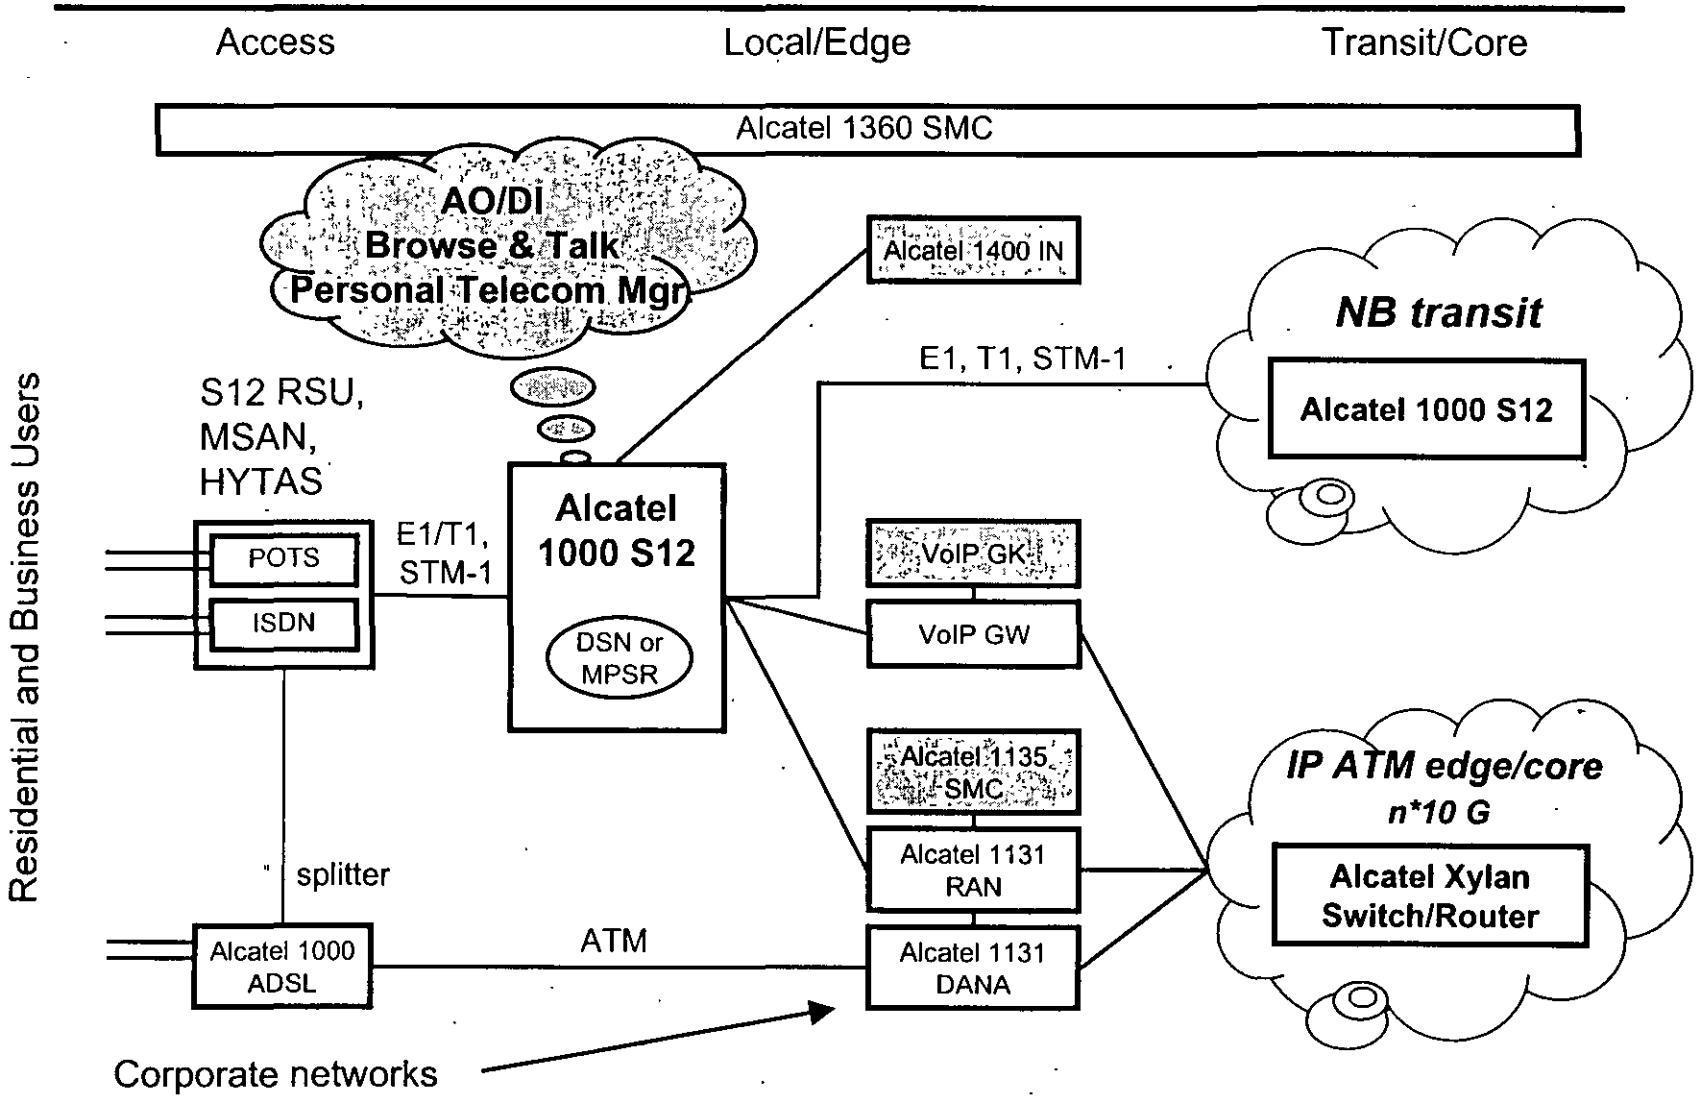 Access
Local/Edge
Transit/Core
Alcatel 1360 SMC
AO/DI
Browse & Talk
Personal Telecom Mgr.
Alcatel 1400 IN
NB transit
Alcatel 1000 S12
E1, T1, STM-1
Residential and Business Users
S12 RSU,
MSAN,
HYTAS
POTS
ISDN
E1/T1,
STM-1
Alcatel
1000 S12
DSN or
MPSR
VoIP GK
VoIP GW
Alcatel 1135
SMC
Alcatel 1131
RAN
IP ATM edge/core
n*10 G
Alcatel Xylan
Switch/Router
splitter
Alcatel 1000
ADSL
ATM
Alcatel 1131
DANA
Corporate networks